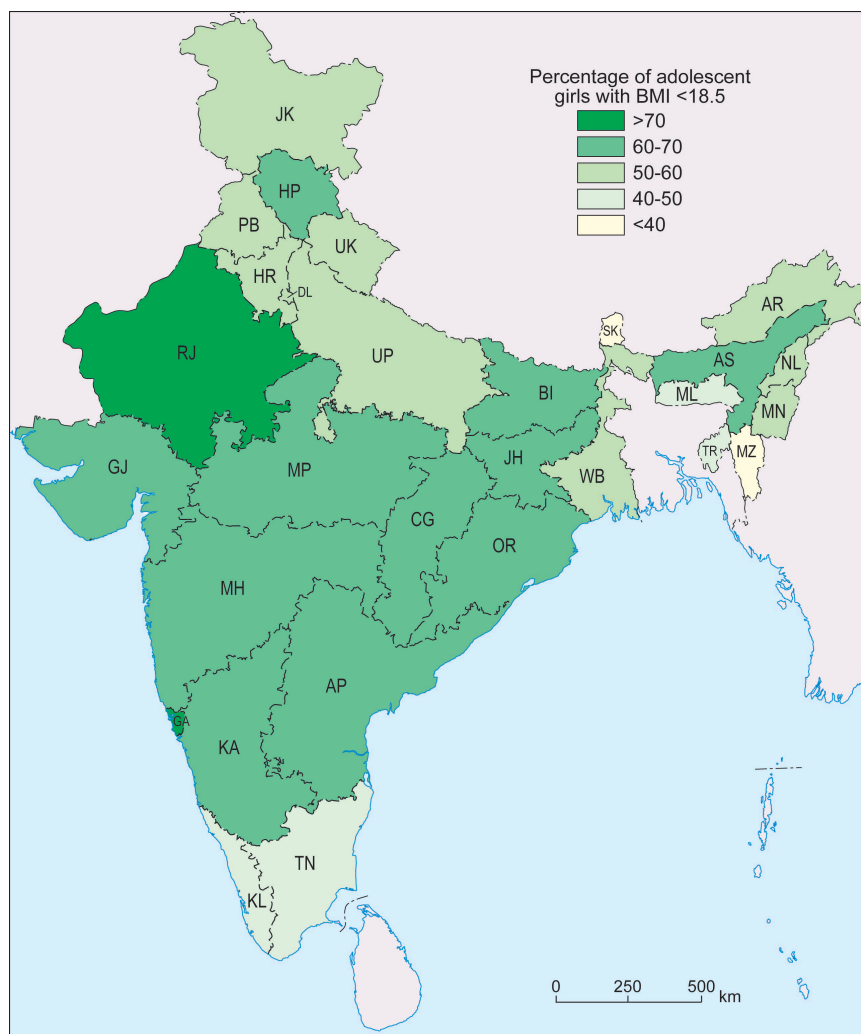 Percentage of adolescent
girls with BMI <18.5
>70
60-70
50-60
40-50
<40
JK
HP
PB
UK
HR
DL
RJ
UP
SK
AR
AS
NL
BI
ML
MN
GJ
MP
JH
TR
MZ
WB
CG
OR
MH
AP
GA
KA
TN
KL
0 250 500
km